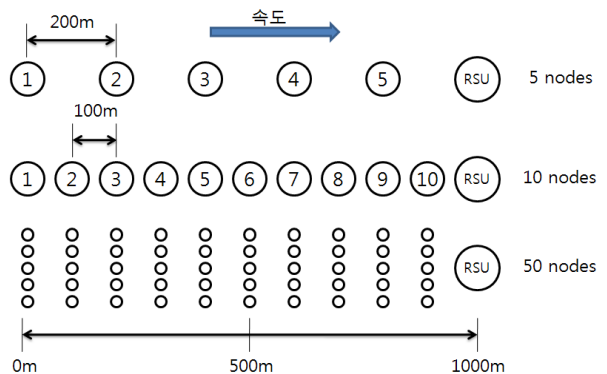 200m
속도
1 2 3 4 5 RSU 5 nodes
100m
1 2 3 4 5 6 7 8 9 10 RSU 10 nodes
RSU 50 nodes
0m 500m 1000m